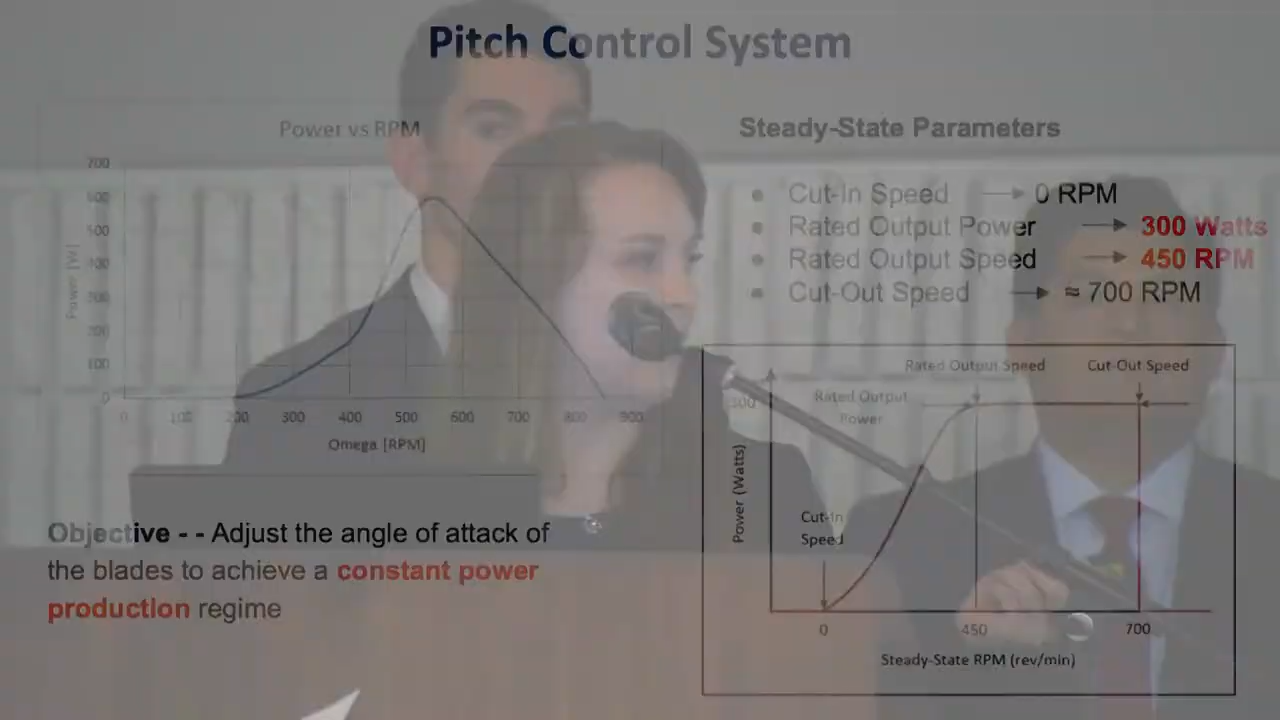 Pitch Control System
Power vs RPM
700
600
500
400
300
200
100
0
Power [W]
0 100 200 300 400 500 600 700 800 900
Omega [RPM]
Objective - - Adjust the angle of attack of
the blades to achieve a constant power
production regime
Steady-State Parameters
• Cut-In Speed → 0 RPM
• Rated Output Power → 300 Watts
• Rated Output Speed → 450 RPM
• Cut-Out Speed → ≈ 700 RPM
Rated Output Speed
Cut-Out Speed
300
Rated Output
Power
Power (Watts)
Cut-In
Speed
0 450 700
Steady-State RPM (rev/min)